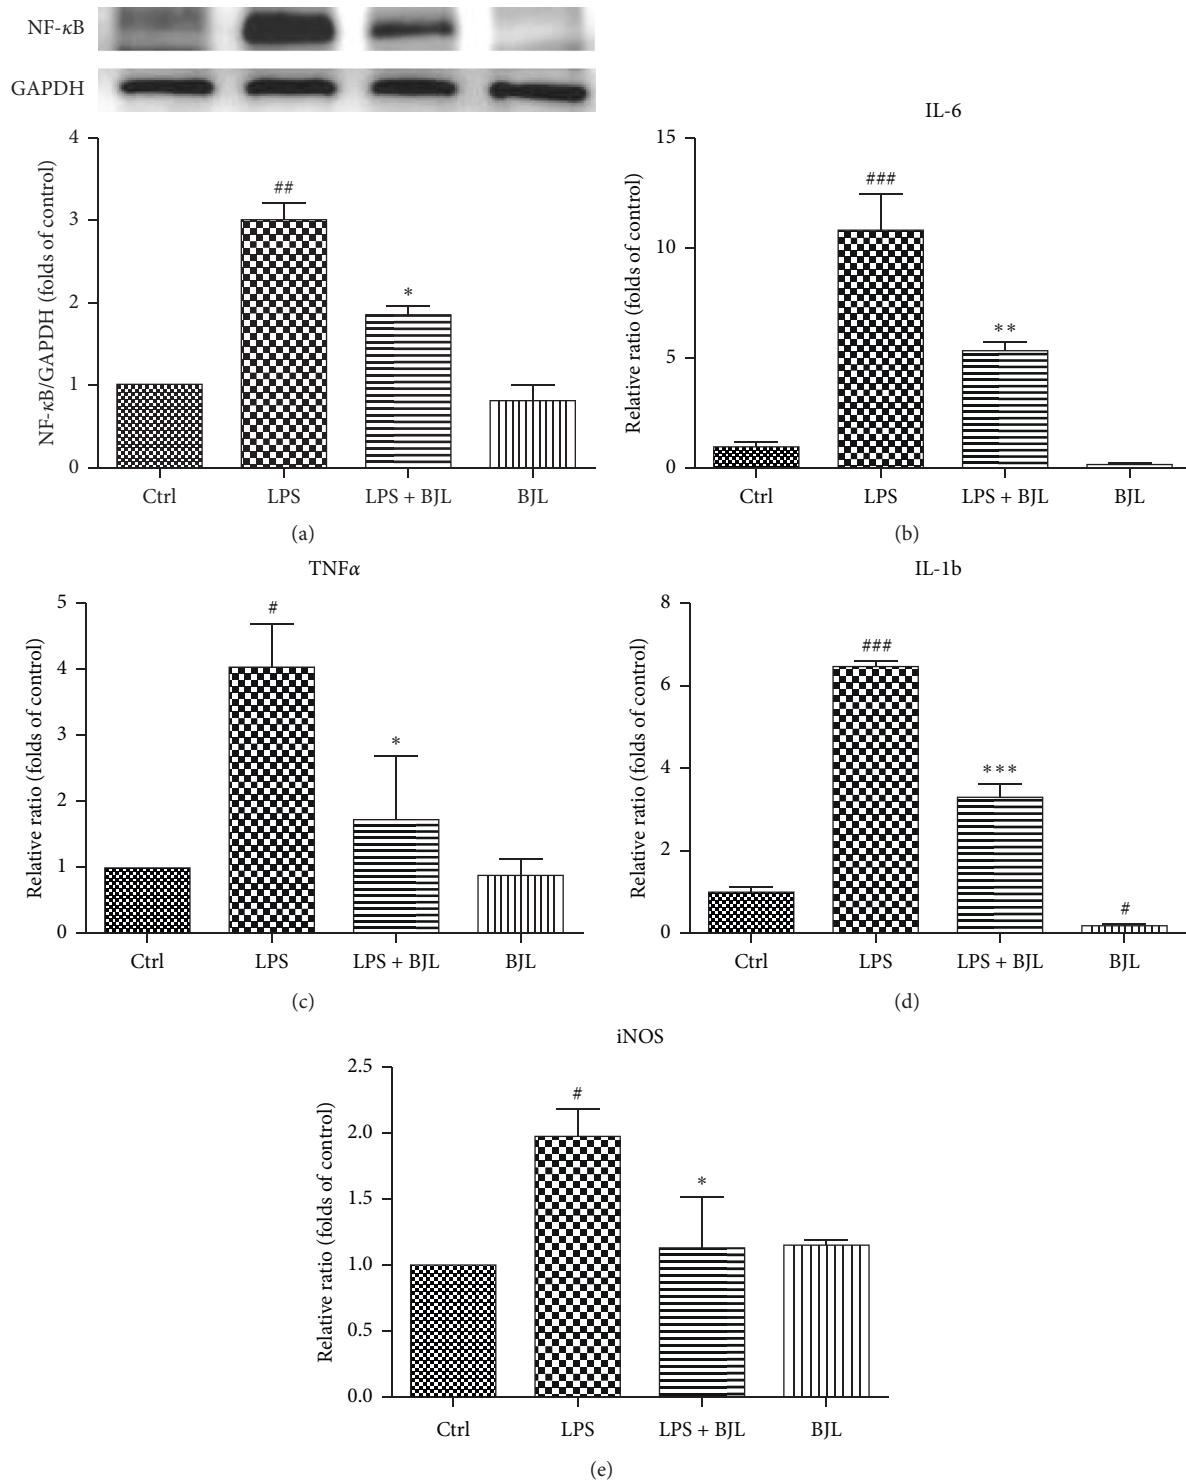 NF-κB
GAPDH
NF-κB/GAPDH (folds of control)
4
3
2
1
0
##
*
Ctrl
LPS
LPS + BJL
BJL
(a)
IL-6
Relative ratio (folds of control)
15
10
5
0
###
**
Ctrl
LPS
LPS + BJL
BJL
(b)
TNFα
Relative ratio (folds of control)
5
4
3
2
1
0
#
*
Ctrl
LPS
LPS + BJL
BJL
(c)
IL-1b
Relative ratio (folds of control)
8
6
4
2
0
###
***
#
Ctrl
LPS
LPS + BJL
BJL
(d)
iNOS
Relative ratio (folds of control)
2.5
2.0
1.5
1.0
0.5
0.0
#
*
Ctrl
LPS
LPS + BJL
BJL
(e)